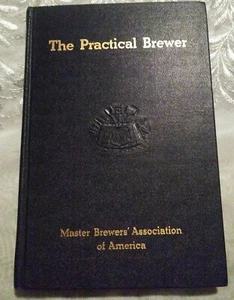 The Practical Brewer
Master Brewers' Association
of America